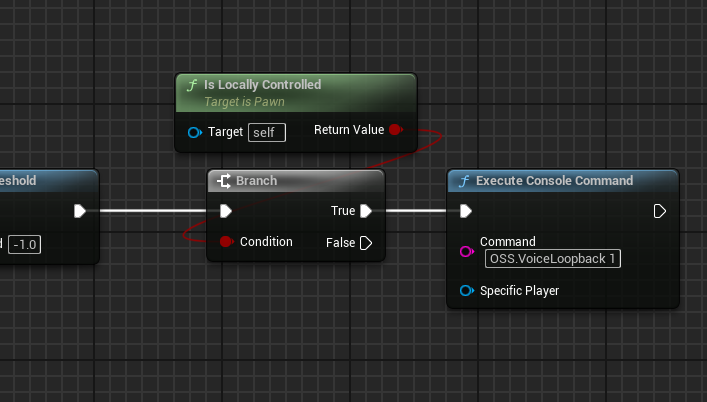 Is Locally Controlled
Target is Pawn
Target self Return Value
eshold
Branch
Execute Console Command
True
-1.0
Condition
False
Command
OSS.VoiceLoopback 1
Specific Player